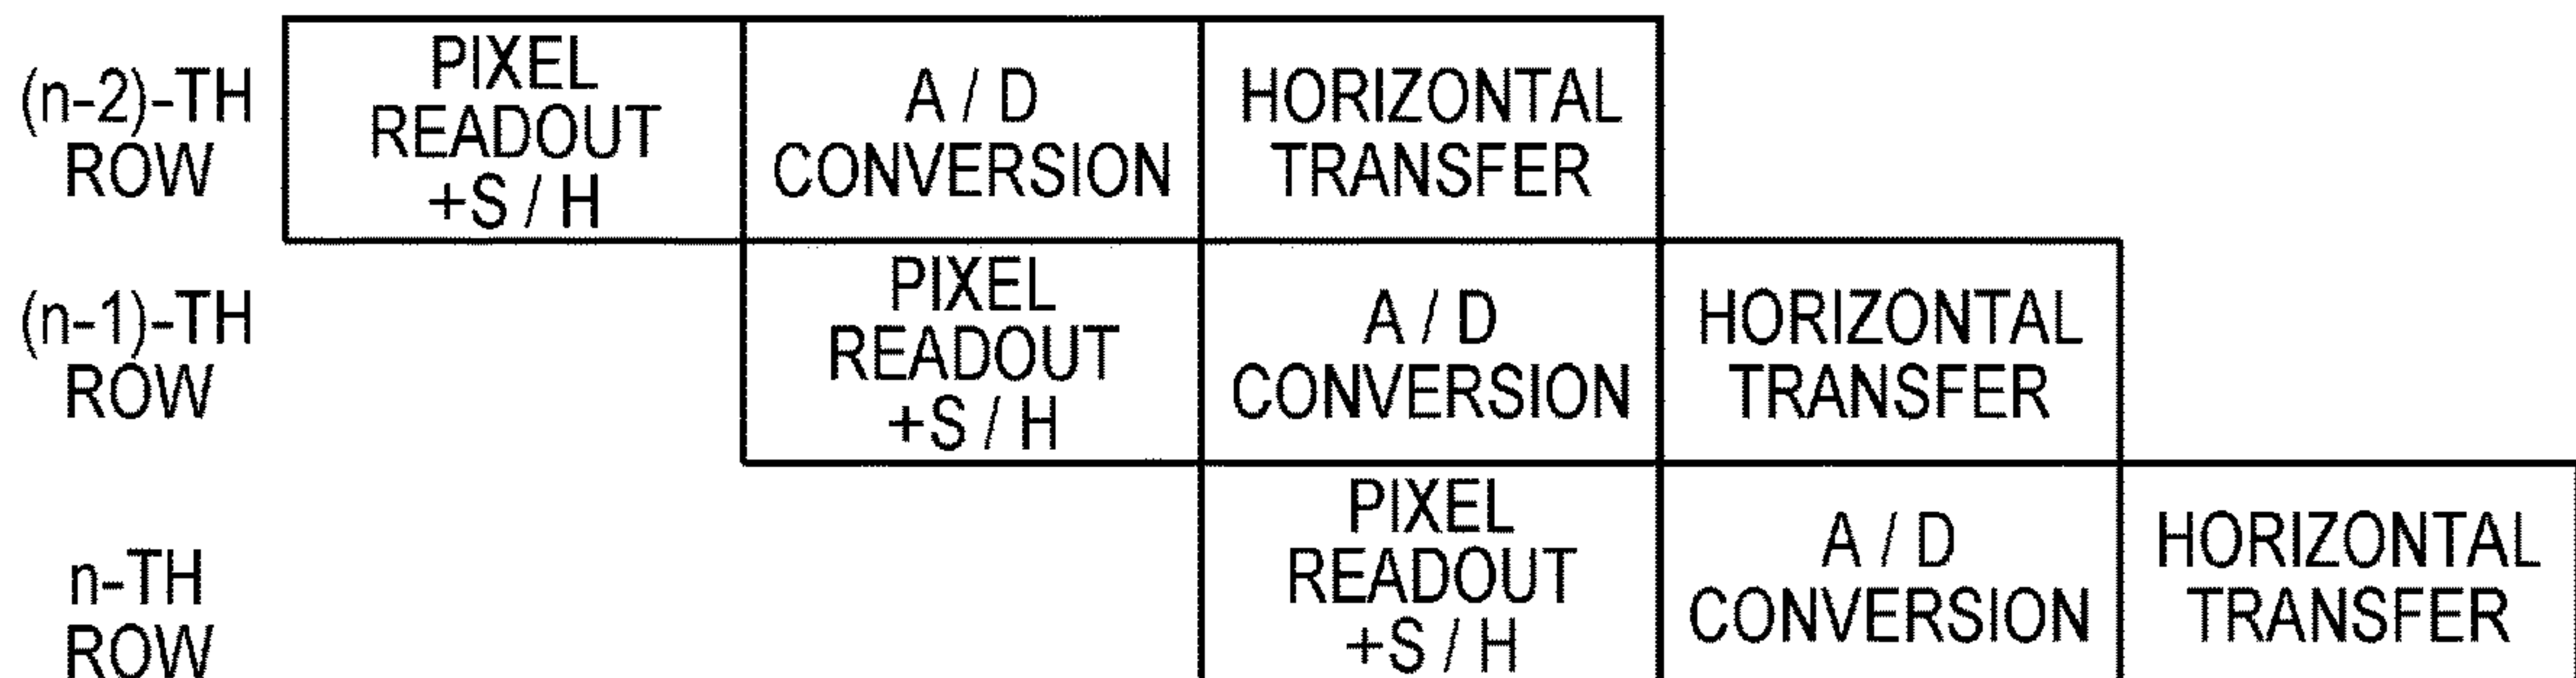 (n-2)-TH
ROW
PIXEL
READOUT
+S / H
A / D
CONVERSION
HORIZONTAL
TRANSFER
(n-1)-TH
ROW
PIXEL
READOUT
+S / H
A / D
CONVERSION
HORIZONTAL
TRANSFER
n-TH
ROW
PIXEL
READOUT
+S / H
A / D
CONVERSION
HORIZONTAL
TRANSFER